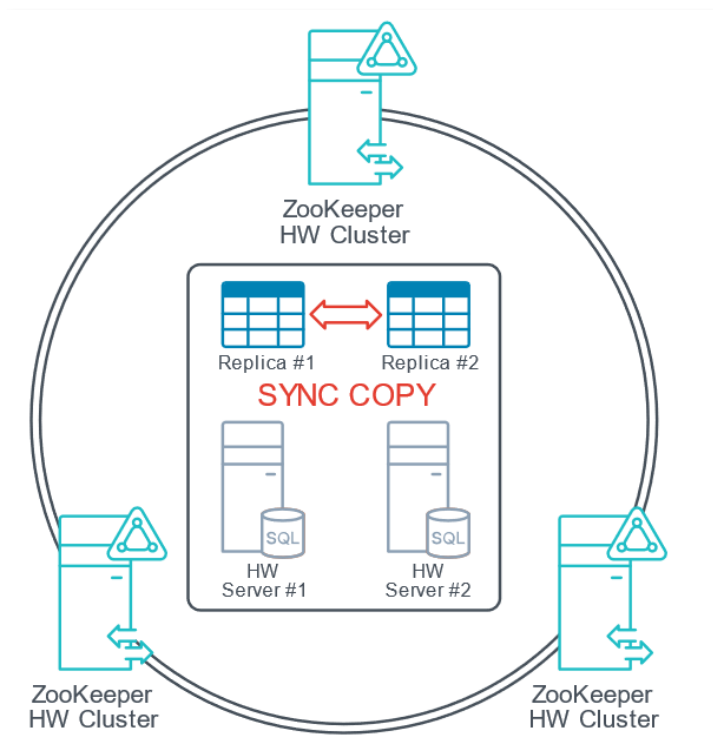 ZooKeeper
HW Cluster
Replica #1
Replica #2
SYNC COPY
SQL
SQL
HW
Server #1
HW
Server #2
ZooKeeper
HW Cluster
ZooKeeper
HW Cluster